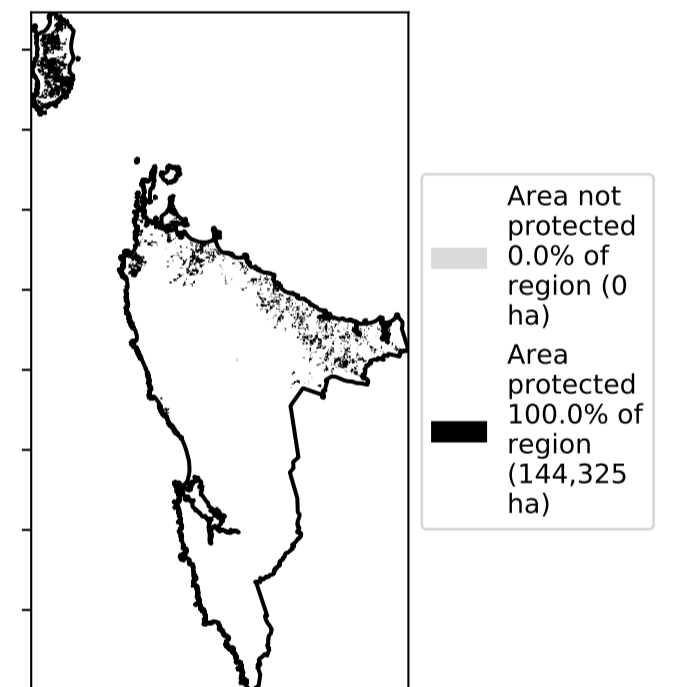 Area not
protected
0.0% of
region (0
ha)
Area
protected
100.0% of
region
(144,325
ha)